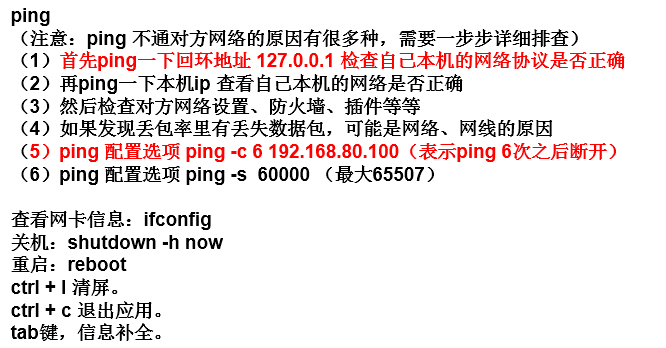 ping
（注意：ping 不通对方网络的原因有很多种，需要一步步详细排查）
（1）首先ping一下回环地址 127.0.0.1 检查自己本机的网络协议是否正确
（2）再ping一下本机ip 查看自己本机的网络是否正确
（3）然后检查对方网络设置、防火墙、插件等等
（4）如果发现丢包率里有丢失数据包，可能是网络、网线的原因
（5）ping 配置选项 ping -c 6 192.168.80.100（表示ping 6次之后断开）
（6）ping 配置选项 ping -s  60000 （最大65507）
查看网卡信息：ifconfig
关机：shutdown -h now
重启：reboot
ctrl + l 清屏。
ctrl + c 退出应用。
tab键，信息补全。